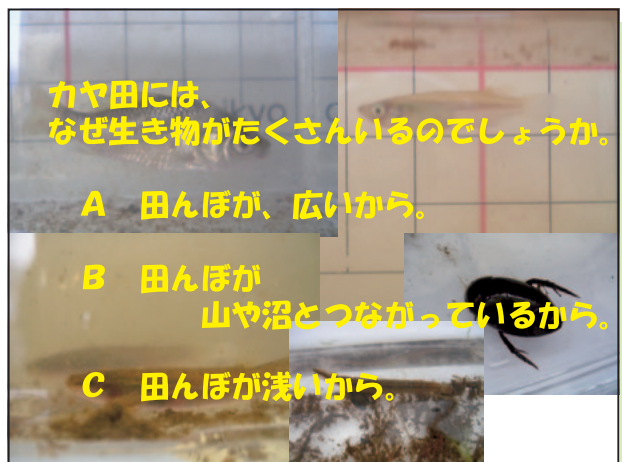 カヤ田には、
なぜ生き物がたくさんいるのでしょうか。
A 田んぼが、広いから。
B 田んぼが
山や沼とつながっているから。
C 田んぼが浅いから。